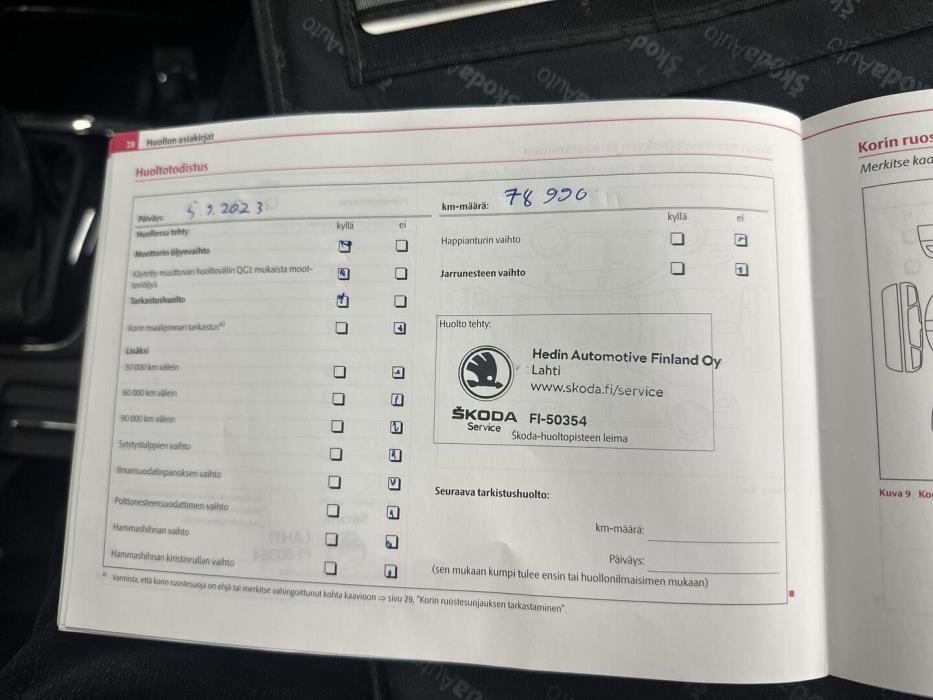 28 Huollon asiakirjat
Huoltotodistus
Päiväys: 5.9.2023
km-määrä: 78 990
Huollossa tehty:
kyllä ei
Moottorin öljynvaihto
Käytetty muuttuvan huoltovälin QG1 mukaista moot-
toriöljyä
Tarkastushuolto
Korin maalipinnan tarkastus a)
Lisäksi
30 000 km välein
60 000 km välein
90 000 km välein
Sytytystulppien vaihto
Ilmansuodatinpanoksen vaihto
Polttonesteensuodattimen vaihto
Hammashihnan vaihto
Hammashihnan kiristinrullan vaihto
kyllä ei
Happianturin vaihto
Jarrunesteen vaihto
Huolto tehty:
Hedin Automotive Finland Oy
Lahti
www.skoda.fi/service
ŠKODA FI-50354
Service
Škoda-huoltopisteen leima
Seuraava tarkistushuolto:
km-määrä:
Päiväys:
(sen mukaan kumpi tulee ensin tai huollonilmaisimen mukaan)
a) Varmista, että korin ruostesuoja on ehjä tai merkitse vahingoittunut kohta kaavioon ⇒ sivu 29, "Korin ruostesuojauksen tarkastaminen".
Korin ruos
Merkitse kaa
Kuva 9 Ko